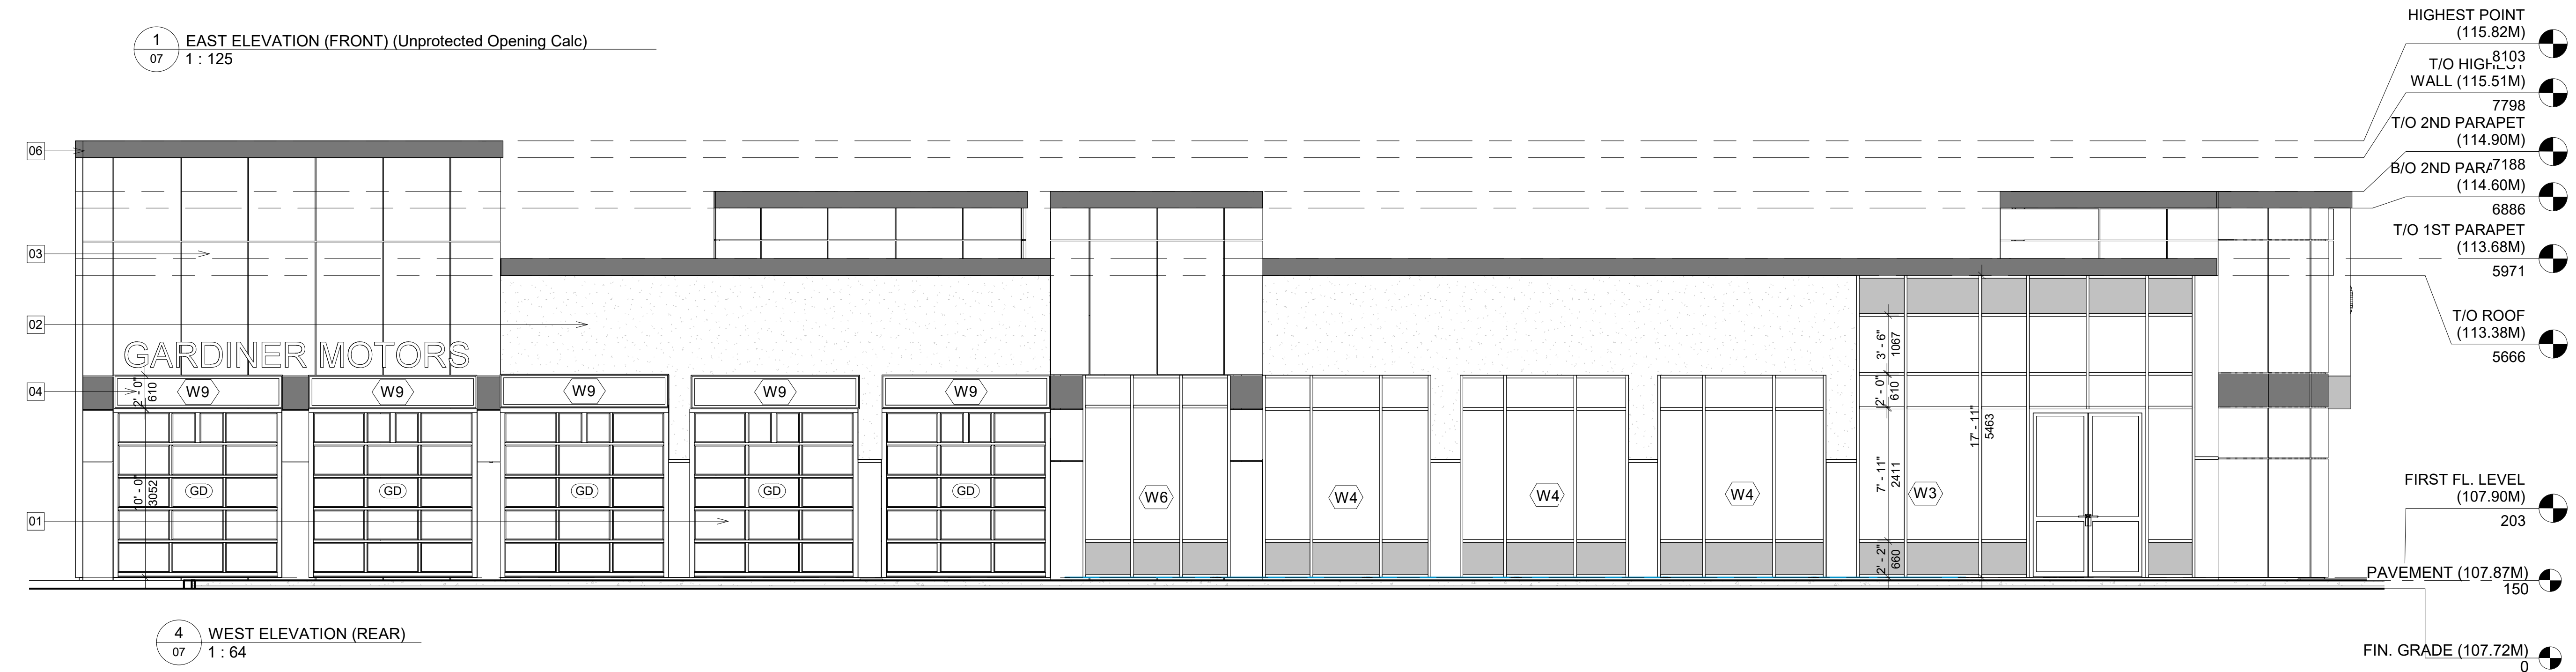 1
07
EAST ELEVATION (FRONT) (Unprotected Opening Calc)
1 : 125
HIGHEST POINT
(115.82M)
8103
T/O HIGHEST
WALL (115.51M)
7798
T/O 2ND PARAPET
(114.90M)
7188
B/O 2ND PARA
(114.60M)
6886
T/O 1ST PARAPET
(113.68M)
5971
T/O ROOF
(113.38M)
5666
FIRST FL. LEVEL
(107.90M)
203
PAVEMENT (107.87M)
150
FIN. GRADE (107.72M)
0
06
03
02
04
01
GARDINER MOTORS
2' - 0"
610
W9
W9
W9
W9
W9
10' - 0"
3052
GD
GD
GD
GD
GD
W6
W4
W4
W4
W3
3' - 6"
1067
2' - 0"
610
7' - 11"
2411
2' - 2"
660
17' - 11"
5463
4
07
WEST ELEVATION (REAR)
1 : 64